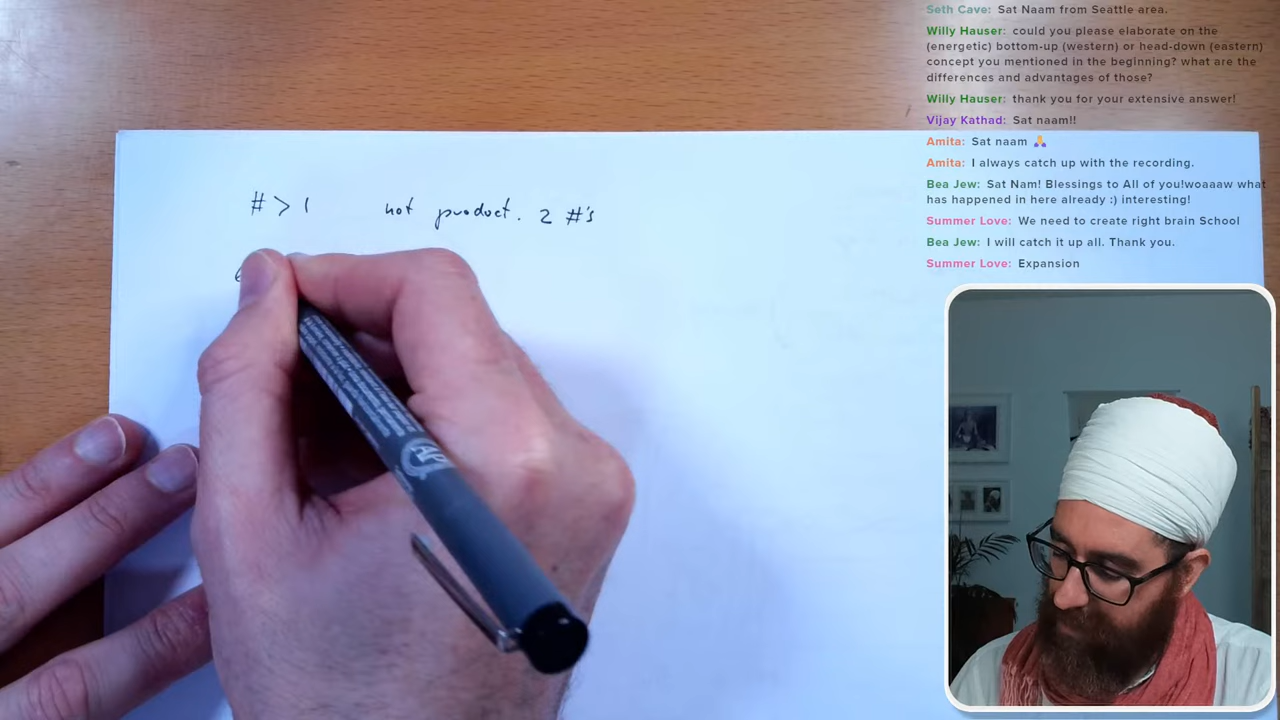 Seth Cave: Sat Naam from Seattle area.
Willy Hauser: could you please elaborate on the
(energetic) bottom-up (western) or head-down (eastern)
concept you mentioned in the beginning? what are the
differences and advantages of those?
Willy Hauser: thank you for your extensive answer!
Vijay Kathad: Sat naam!!
Amita: Sat naam 🙏
Amita: I always catch up with the recording.
Bea Jew: Sat Nam! Blessings to All of you!woaaaw what
has happened in here already :) interesting!
Summer Love: We need to create right brain School
Bea Jew: I will catch it up all. Thank you.
Summer Love: Expansion
# > 1 not product. 2 #'s